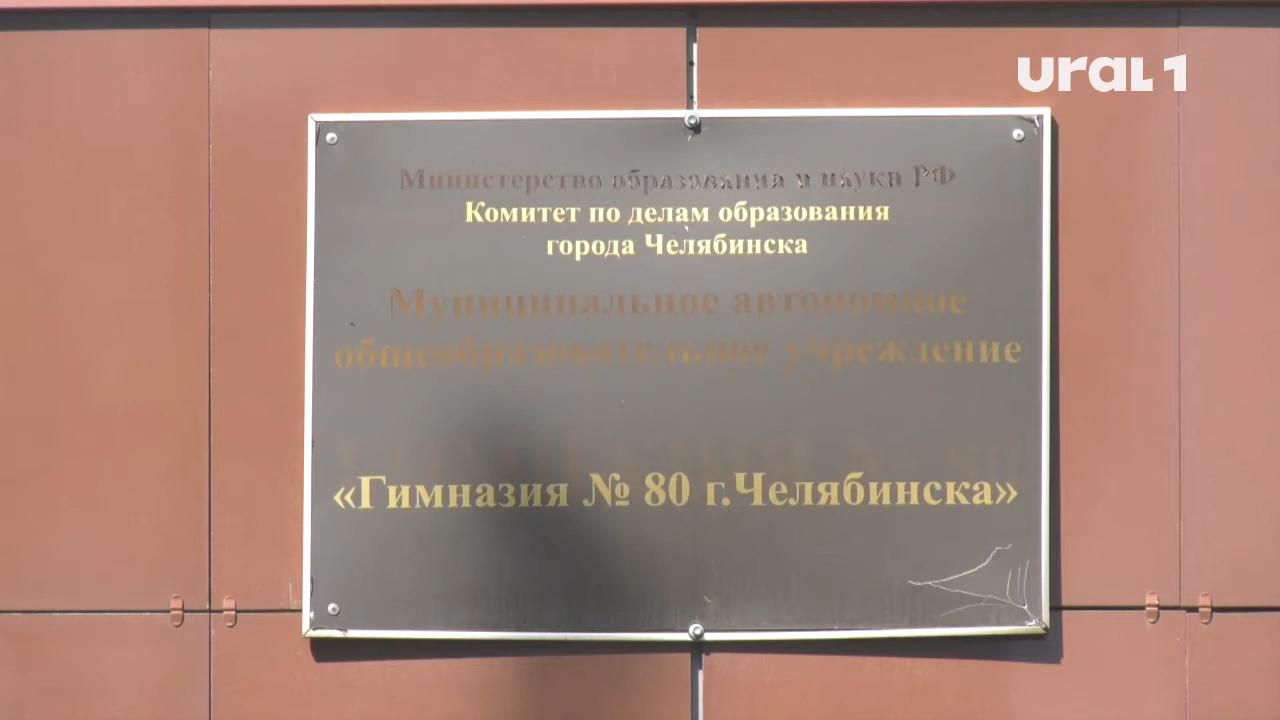 ural 1
Министерство образования и науки РФ
Комитет по делам образования
города Челябинска
Муниципальное автономное
общеобразовательное учреждение
«Гимназия № 80 г.Челябинска»